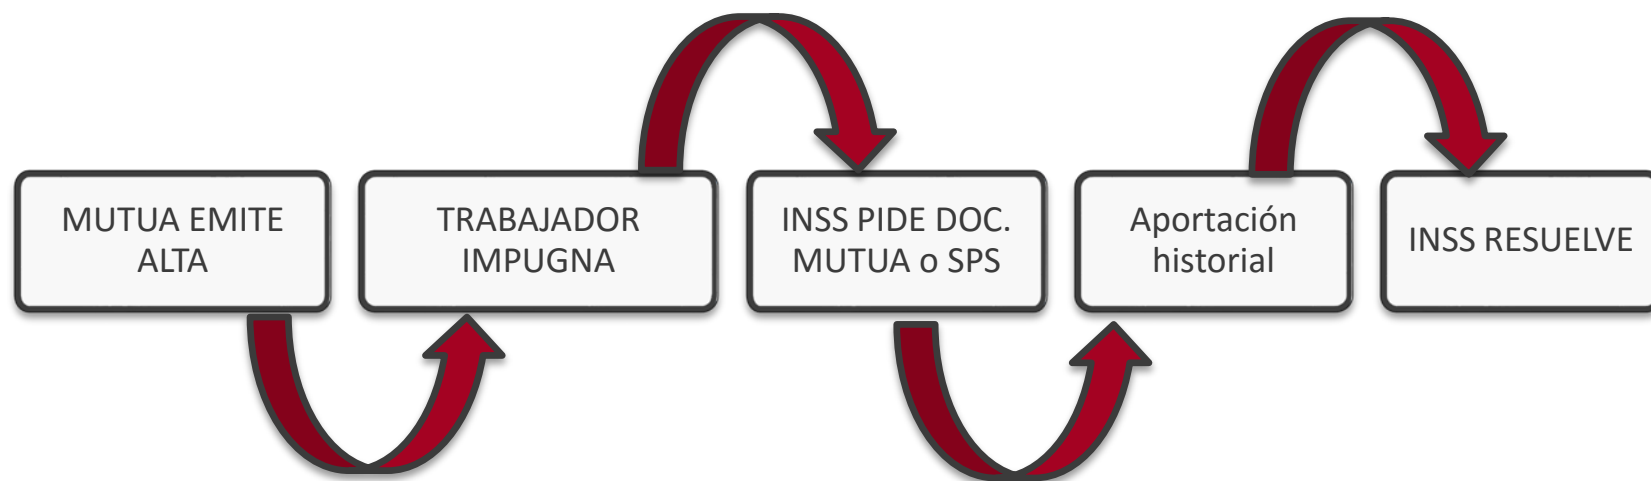 MUTUA EMITE
ALTA
TRABAJADOR
IMPUGNA
INSS PIDE DOC.
MUTUA o SPS
Aportación
historial
INSS RESUELVE